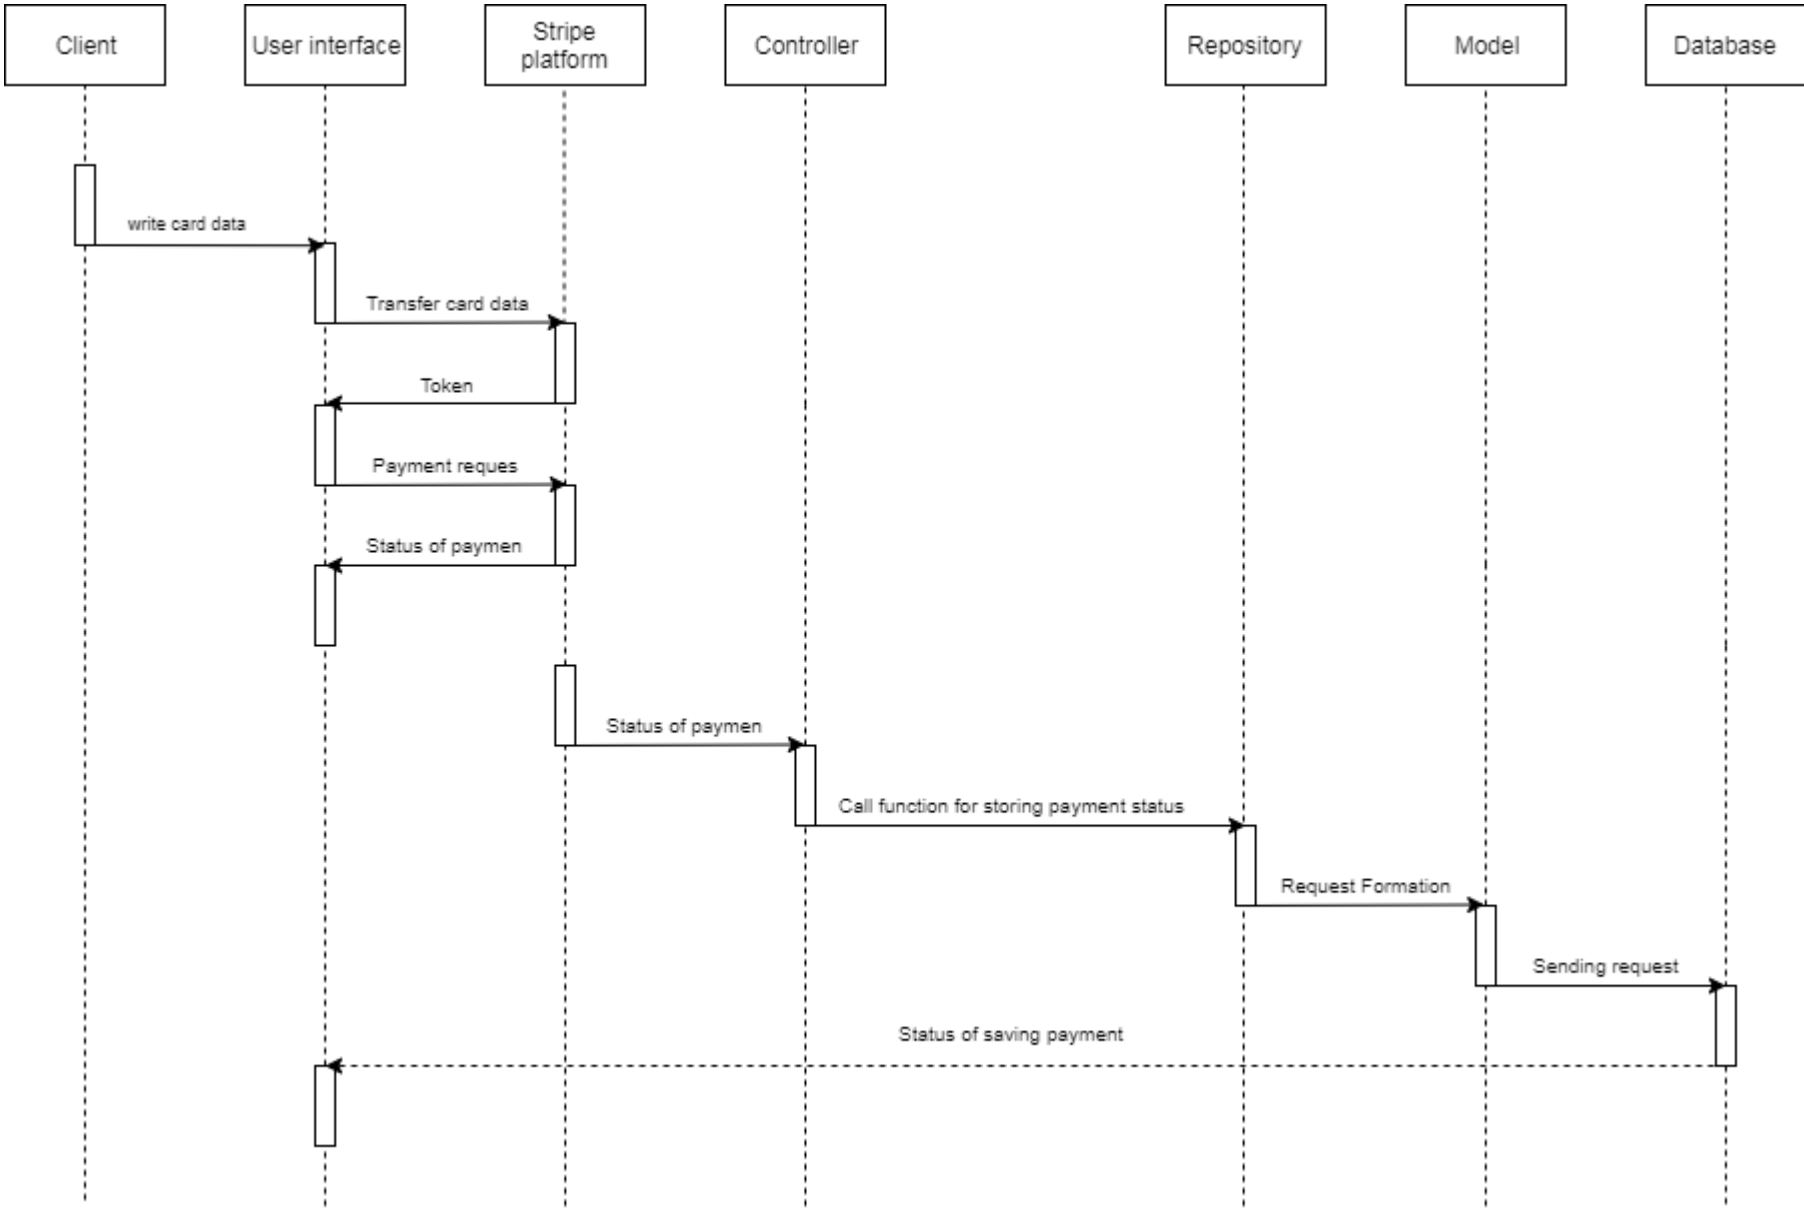 Client
User interface
Stripe
platform
Controller
Repository
Model
Database
write card data
Transfer card data
Token
Payment reques
Status of paymen
Status of paymen
Call function for storing payment status
Request Formation
Sending request
Status of saving payment